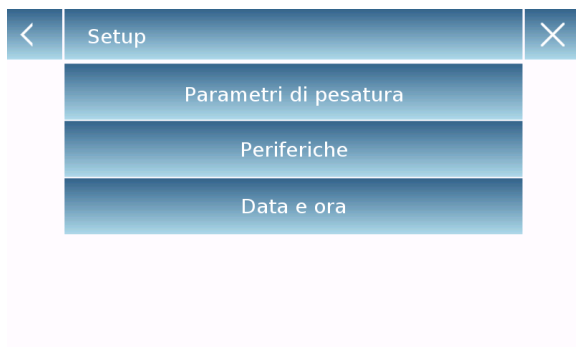 Setup
Parametri di pesatura
Periferiche
Data e ora